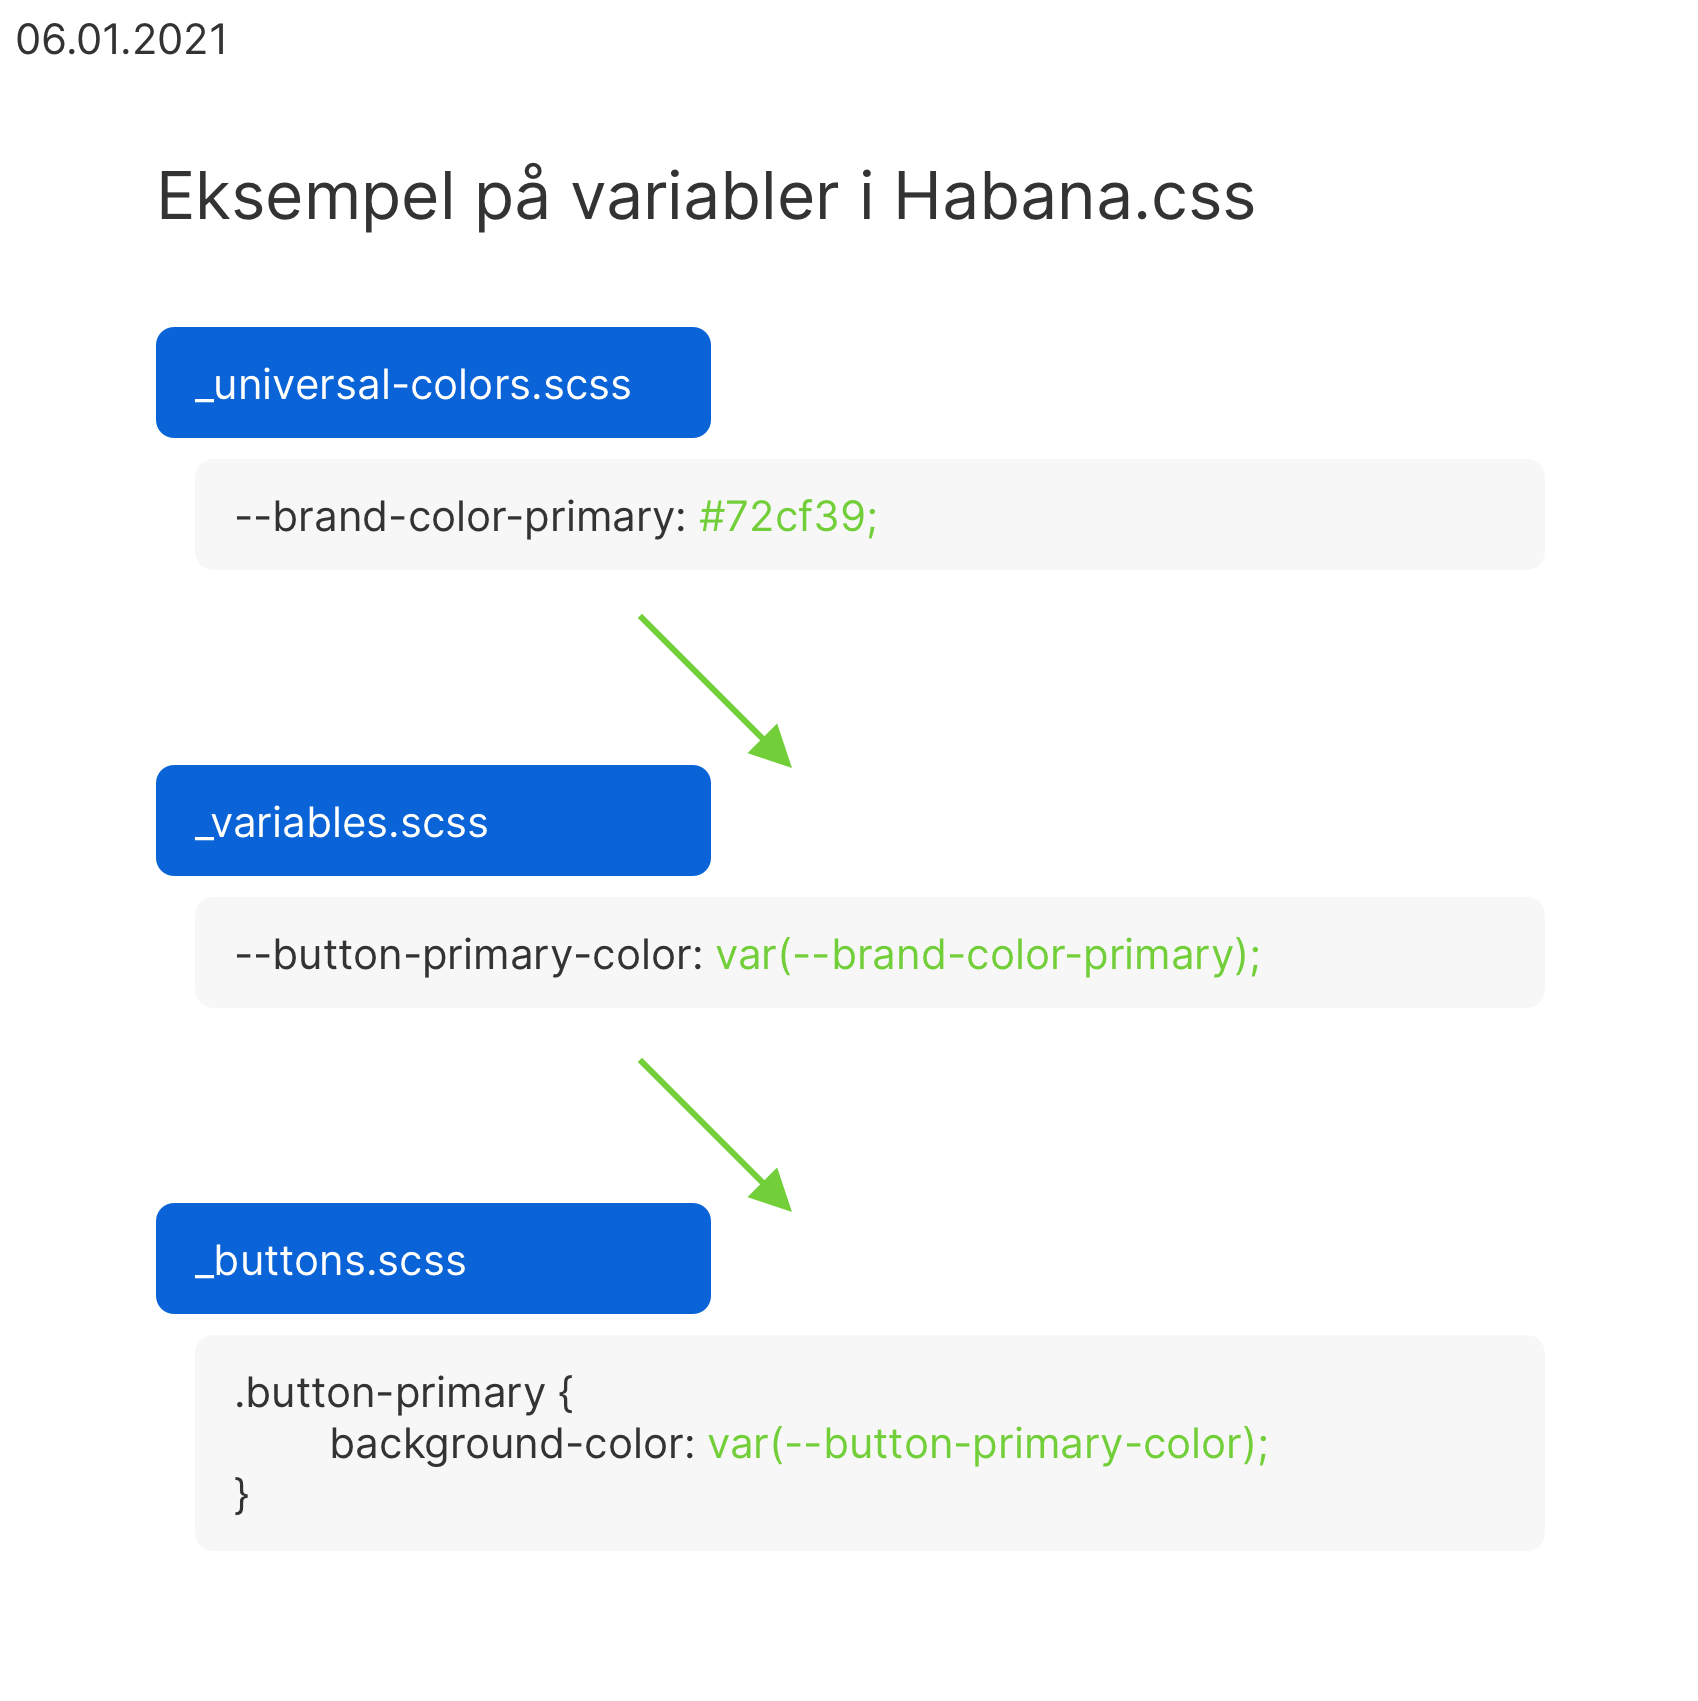 06.01.2021
Eksempel på variabler i Habana.css
_universal-colors.scss
--brand-color-primary: #72cf39;
_variables.scss
--button-primary-color: var(--brand-color-primary);
_buttons.scss
.button-primary {
background-color: var(--button-primary-color);
}